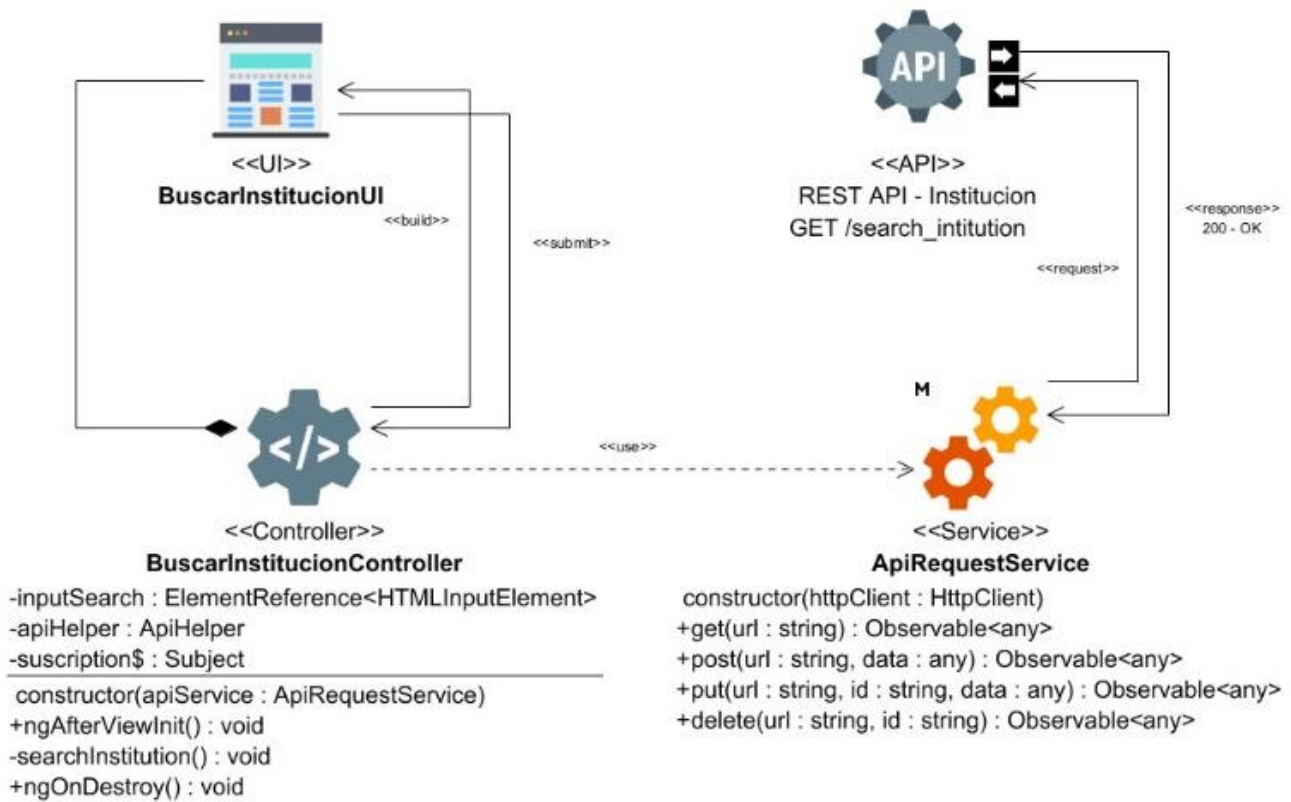 API
<<UI>>
BuscarInstitucionUI
<<build>>
<<submit>>
<<API>>
REST API - Institucion
GET /search_intitution
<<response>>
200 - OK
<<request>>
M
</>
<<use>>
<<Controller>>
BuscarInstitucionController
-inputSearch : ElementReference<HTMLInputElement>
-apiHelper : ApiHelper
-suscription$ : Subject
constructor(apiService : ApiRequestService)
+ngAfterViewInit() : void
-searchInstitution() : void
+ngOnDestroy() : void
<<Service>>
ApiRequestService
constructor(httpClient : HttpClient)
+get(url : string) : Observable<any>
+post(url : string, data : any) : Observable<any>
+put(url : string, id : string, data : any) : Observable<any>
+delete(url : string, id : string) : Observable<any>